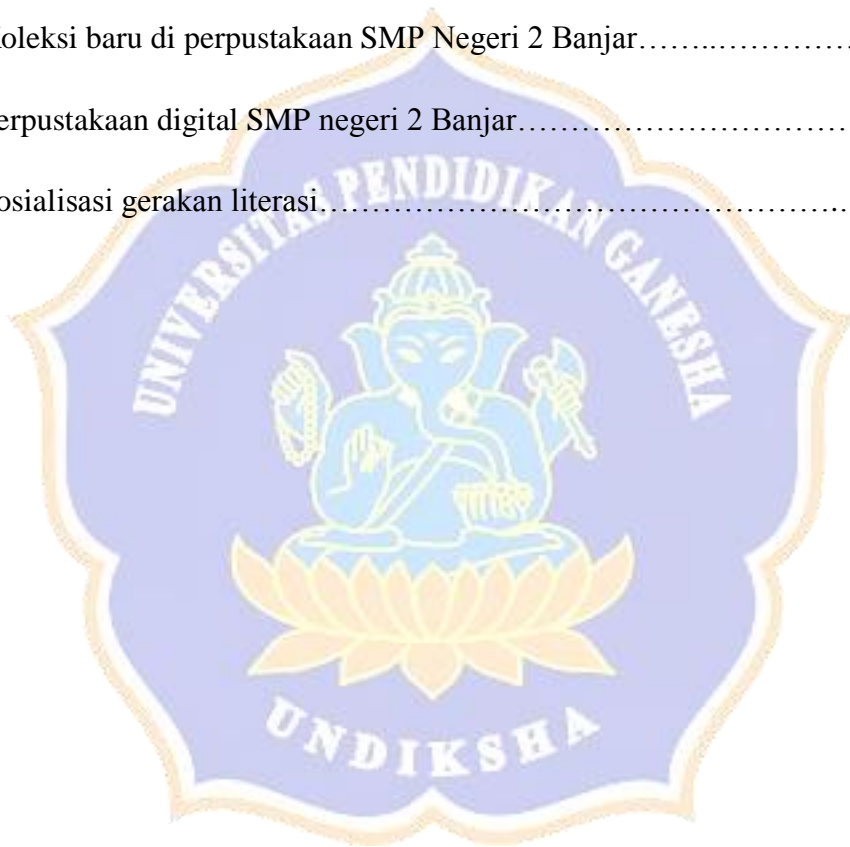 oleksi baru di perpustakaan SMP Negeri 2 Banjar……..………….
erpustakaan digital SMP negeri 2 Banjar…………………………
osialisasi gerakan literasi………………………………………….. 
UNIVERSITAS PENDIDIKAN GANESHA
UNDIKSHA